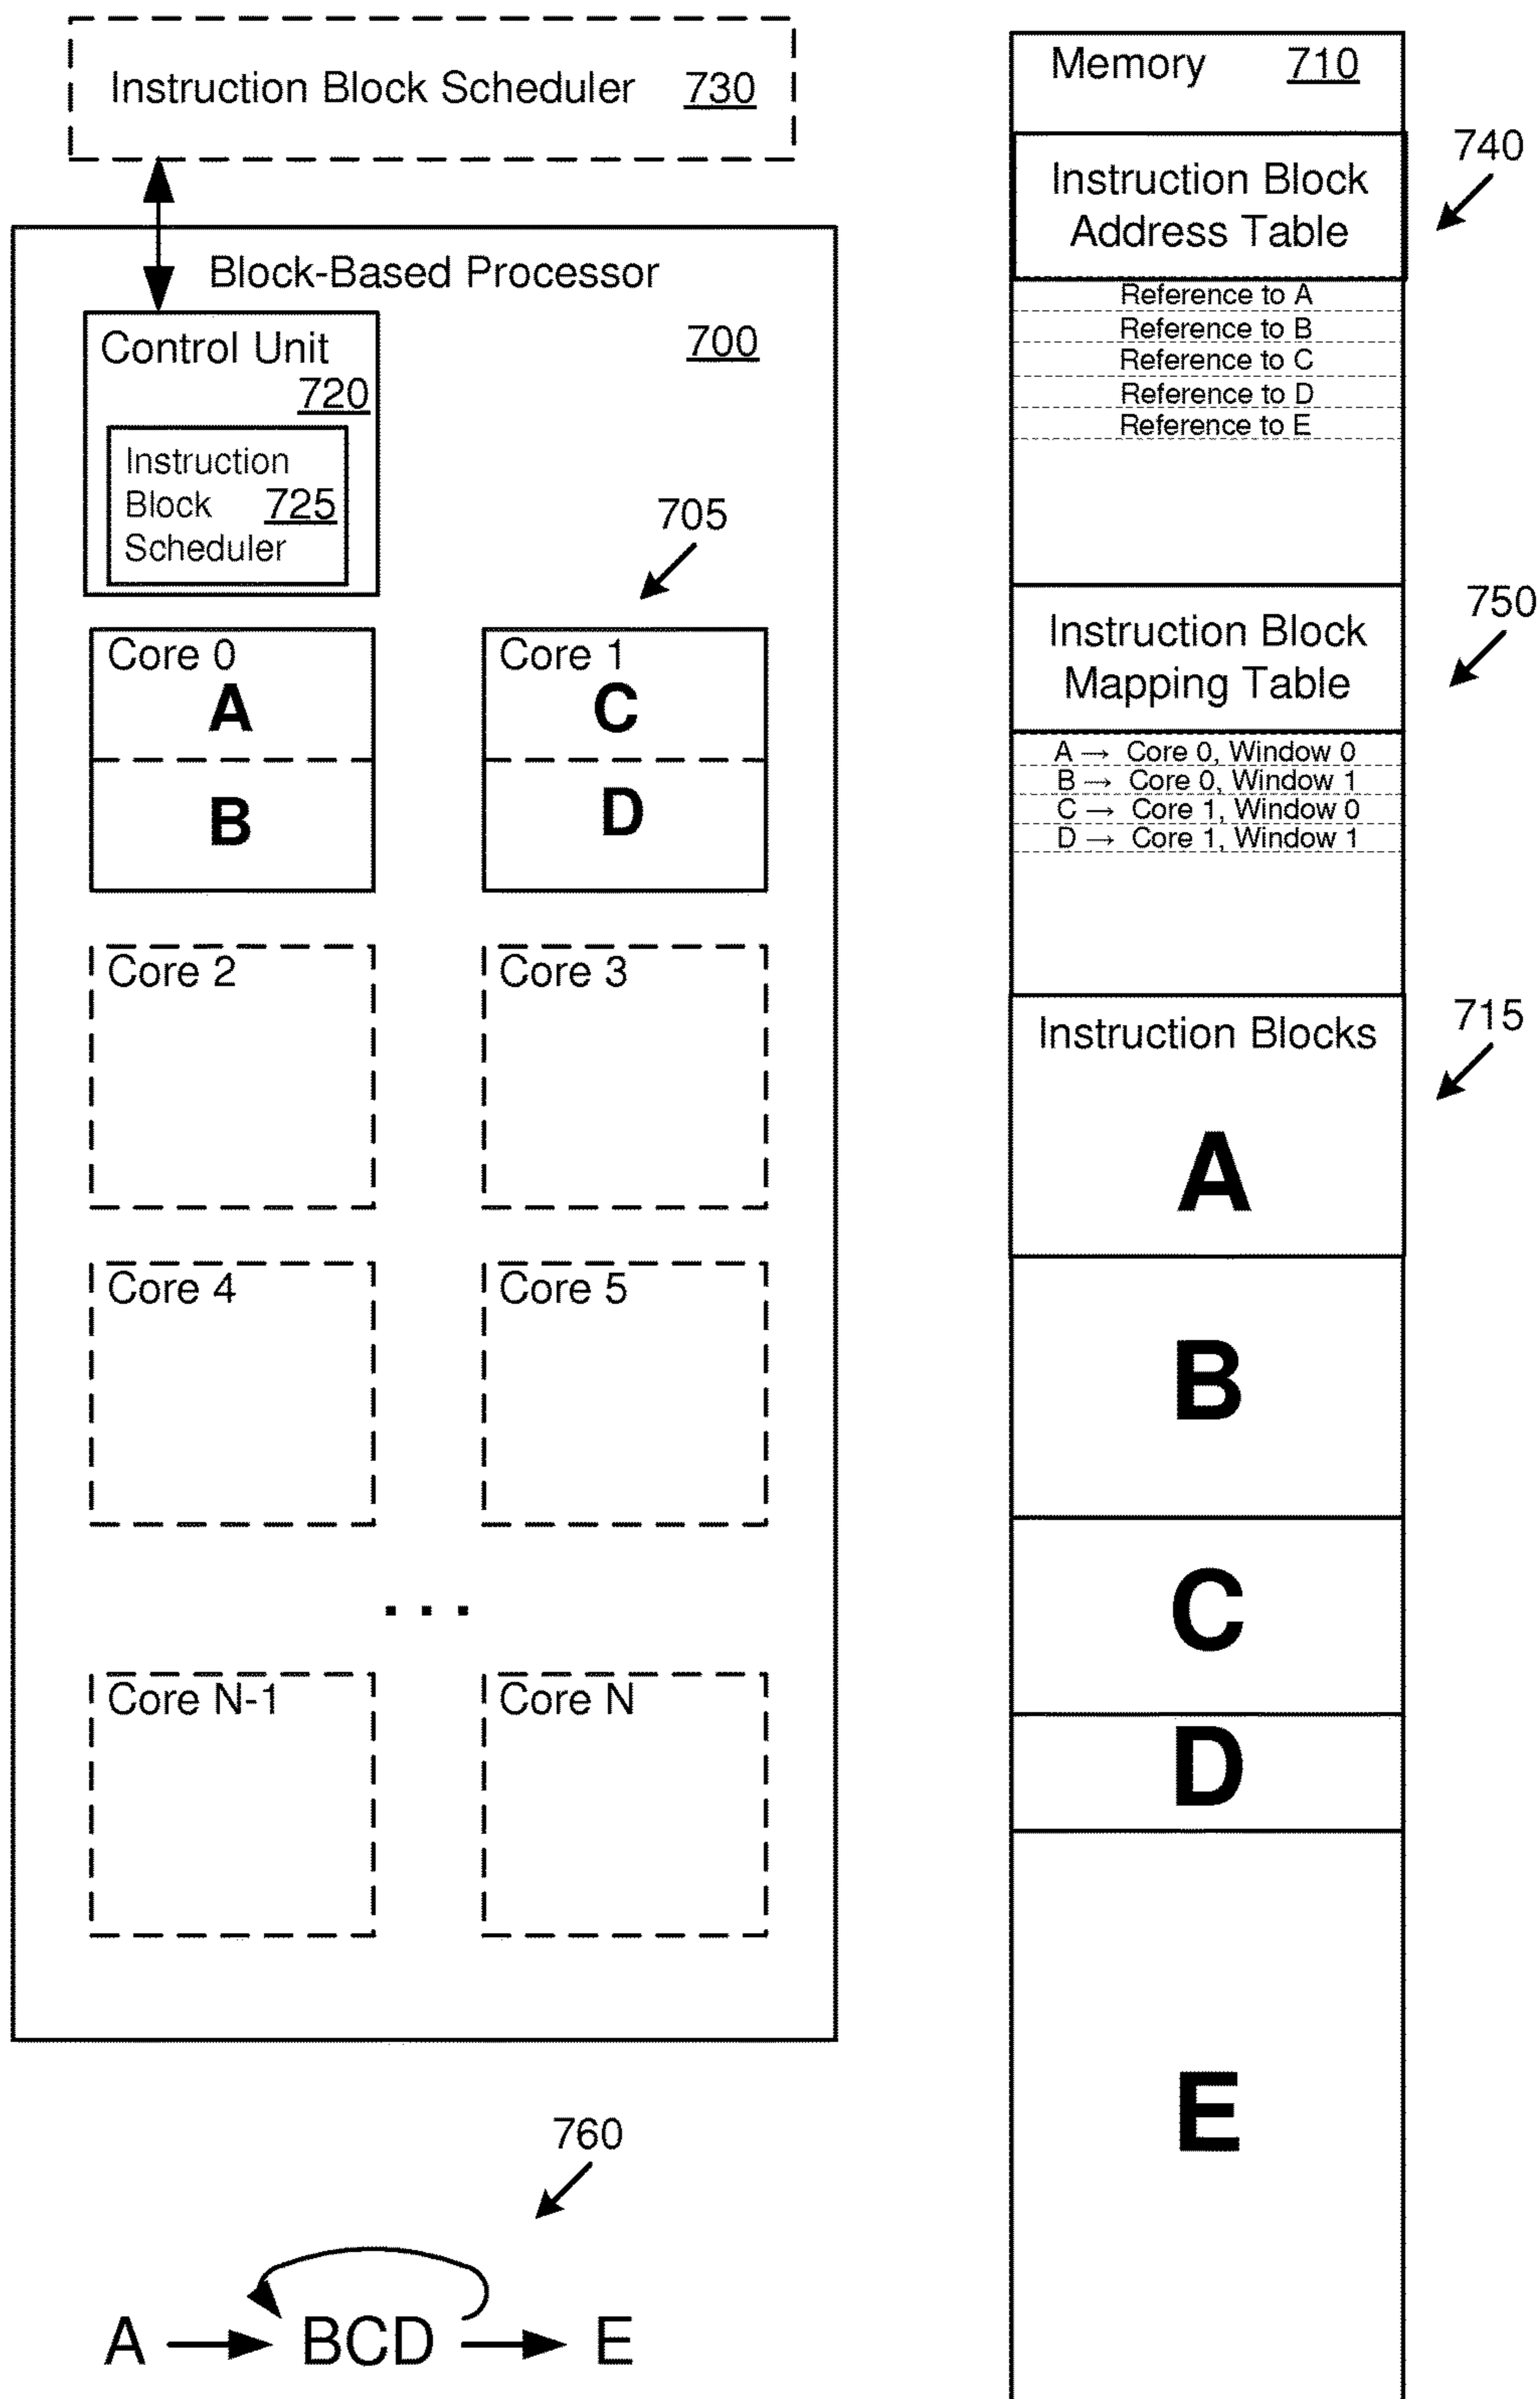 Instruction Block Scheduler 730
Block-Based Processor
700
Control Unit
720
Instruction
Block 725
Scheduler
705
Core 0
A
B
Core 1
C
D
Core 2
Core 3
Core 4
Core 5
...
Core N-1
Core N
760
A → BCD → E
Memory 710
740
Instruction Block
Address Table
Reference to A
Reference to B
Reference to C
Reference to D
Reference to E
750
Instruction Block
Mapping Table
A → Core 0, Window 0
B → Core 0, Window 1
C → Core 1, Window 0
D → Core 1, Window 1
715
Instruction Blocks
A
B
C
D
E